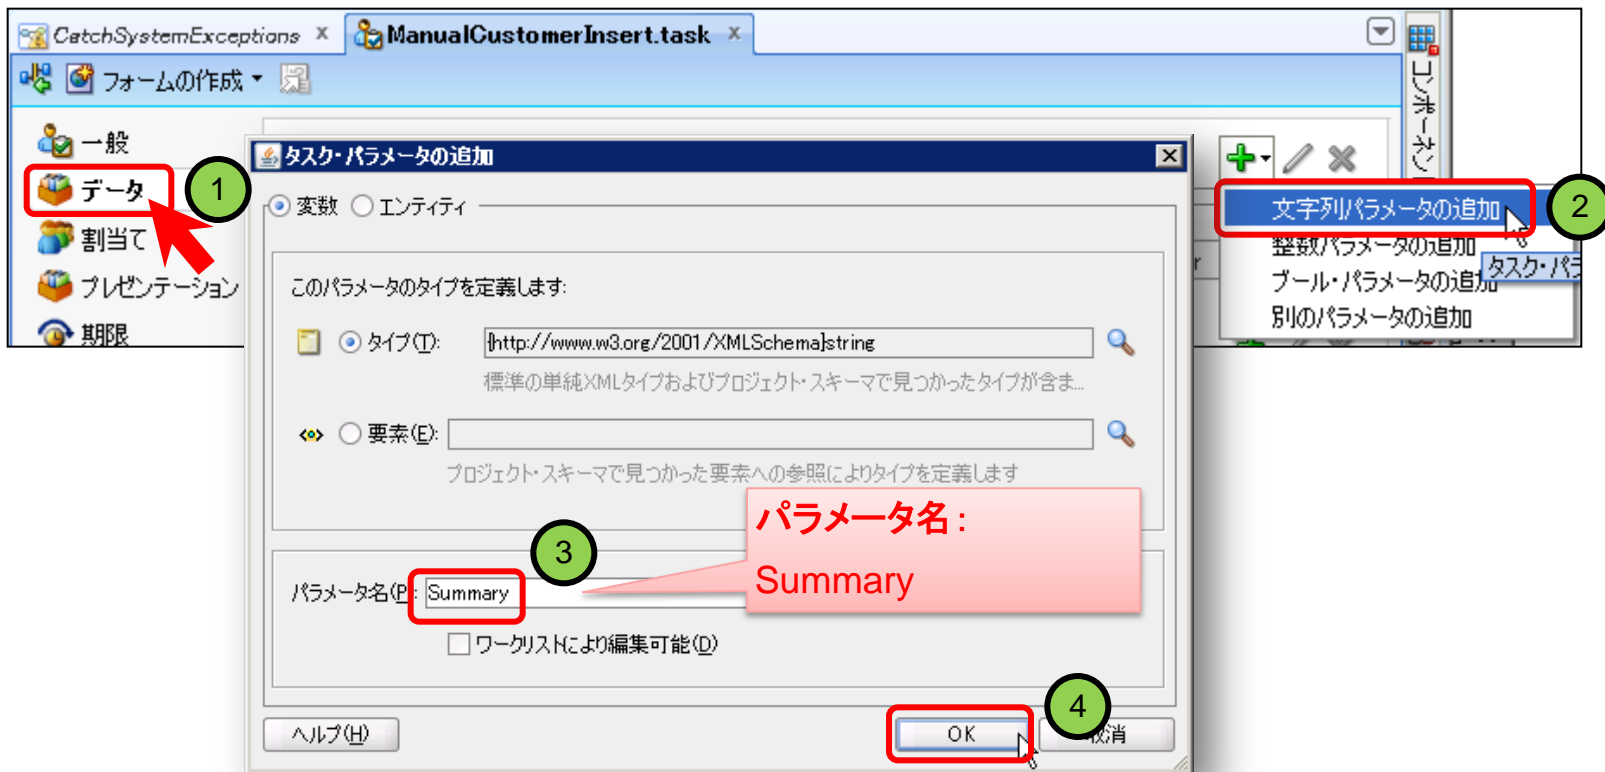 CatchSystemExceptions x
ManualCustomerInsert.task x
フォームの作成
一般
データ
1
割当て
プレゼンテーション
期限
コンポーネン
文字列パラメータの追加
2
整数パラメータの追加
ブール・パラメータの追加
タスク・パラ
別のパラメータの追加
r
タスク・パラメータの追加
変数 エンティティ
このパラメータのタイプを定義します:
タイプ(T): {http://www.w3.org/2001/XMLSchema}string
標準の単純XMLタイプおよびプロジェクト・スキーマで見つかったタイプが含ま...
要素(E):
プロジェクト・スキーマで見つかった要素への参照によりタイプを定義します
パラメータ名:
Summary
3
パラメータ名(P): Summary
ワークリストにより編集可能(D)
4
ヘルプ(H)
OK
取消